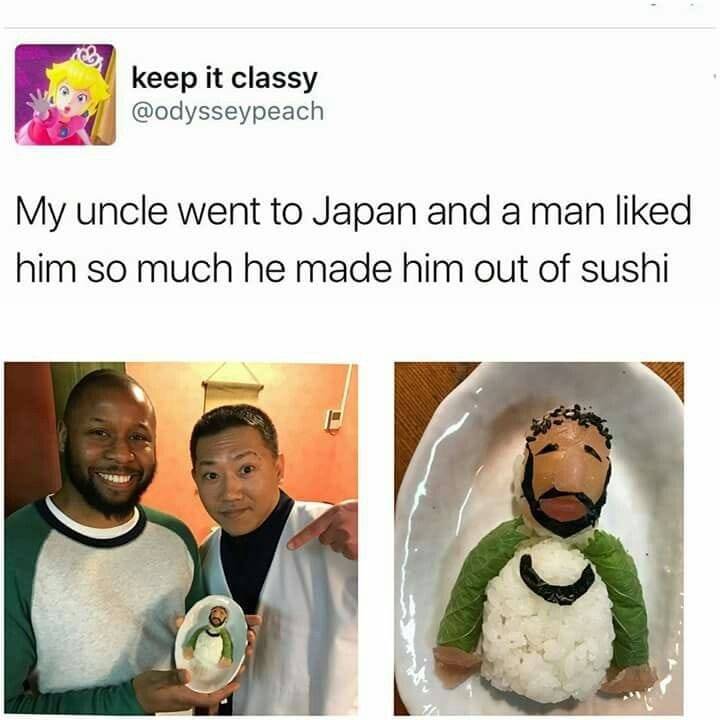 keep it classy
@odysseypeach
My uncle went to Japan and a man liked
him so much he made him out of sushi